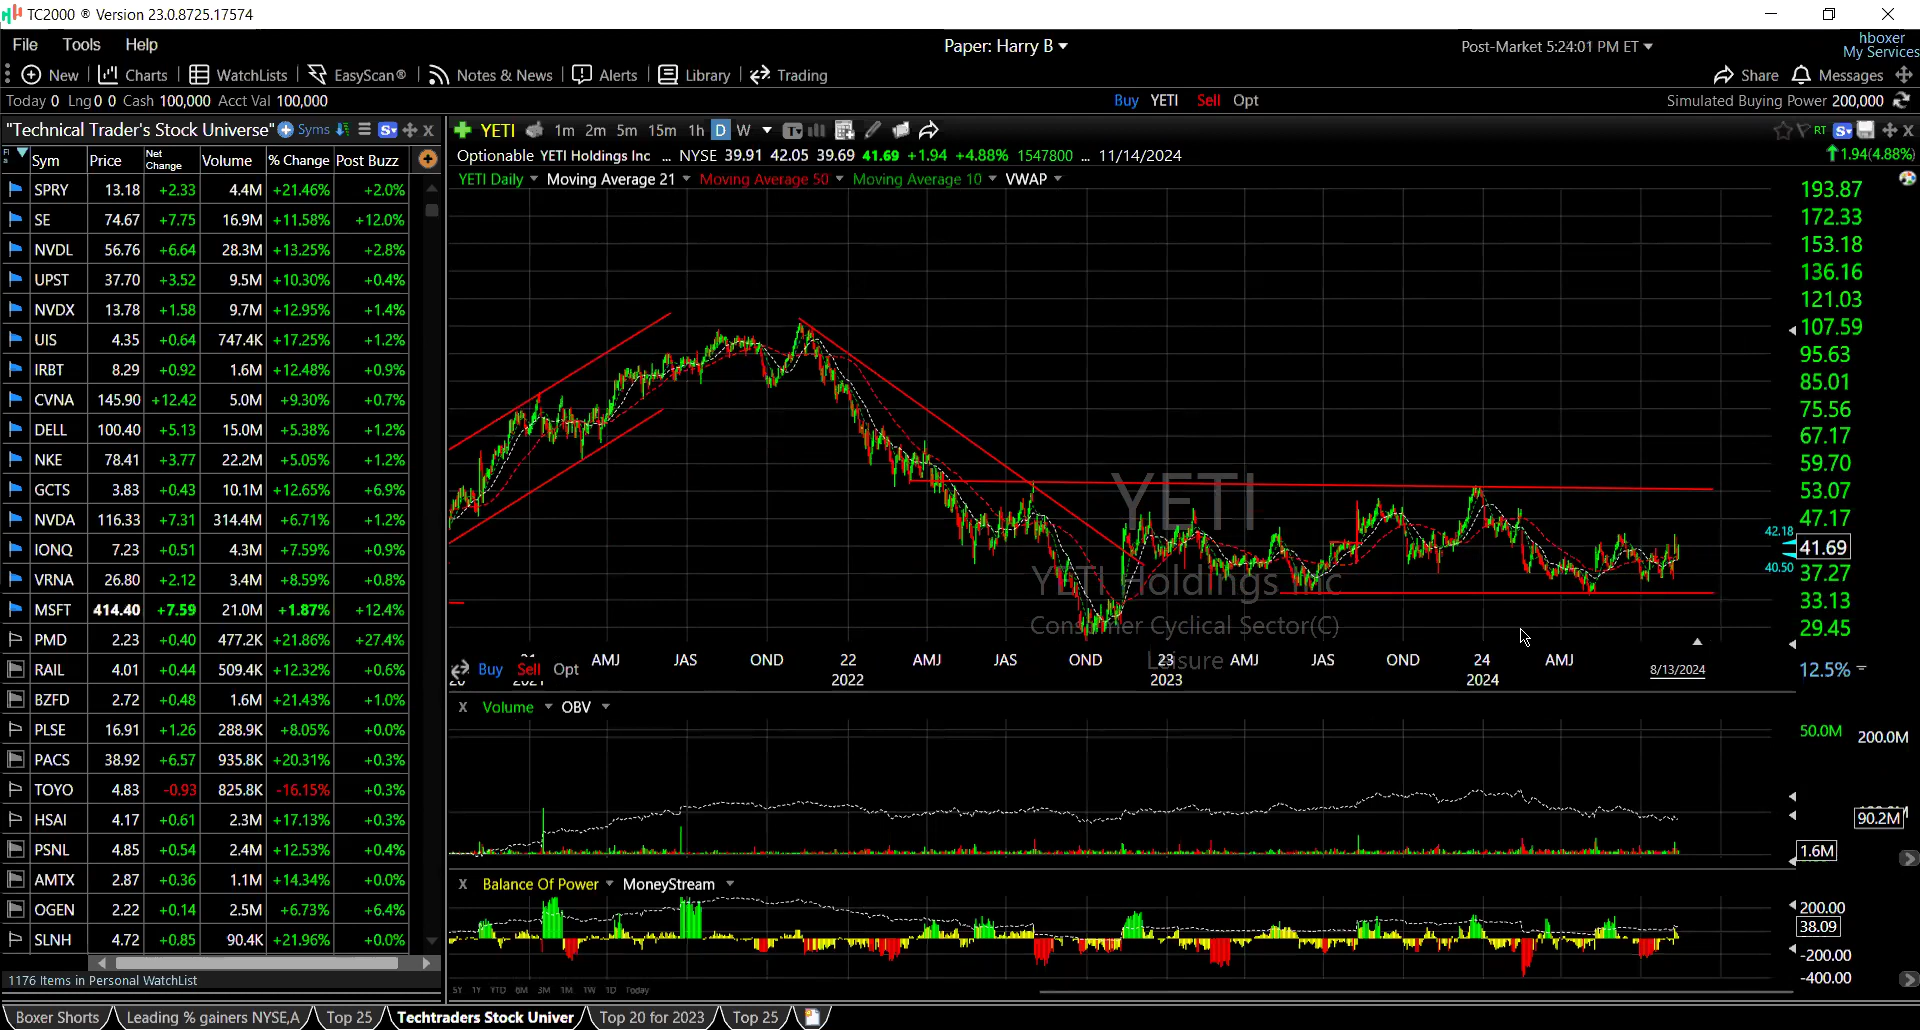 TC2000 ® Version 23.0.8725.17574
File Tools Help
Paper: Harry B
Post-Market 5:24:01 PM ET
hboxer
My Services
New Charts WatchLists EasyScan® Notes & News Alerts Library Trading
Share Messages
Today 0 Lng 0 0 Cash 100,000 Acct Val 100,000
Buy YETI Sell Opt
Simulated Buying Power 200,000
"Technical Trader's Stock Universe" Syms S
YETI 1m 2m 5m 15m 1h D W
RT S
Sym Price Net Change Volume % Change Post Buzz
Optionable YETI Holdings Inc ... NYSE 39.91 42.05 39.69 41.69 +1.94 +4.88% 1547800 ... 11/14/2024
1.94(4.88%)
YETI Daily Moving Average 21 Moving Average 50 Moving Average 10 VWAP
SPRY 13.18 +2.33 4.4M +21.46% +2.0%
SE 74.67 +7.75 16.9M +11.58% +12.0%
NVDL 56.76 +6.64 28.3M +13.25% +2.8%
UPST 37.70 +3.52 9.5M +10.30% +0.4%
NVDX 13.78 +1.58 9.7M +12.95% +1.4%
UIS 4.35 +0.64 747.4K +17.25% +1.2%
IRBT 8.29 +0.92 1.6M +12.48% +0.9%
CVNA 145.90 +12.42 5.0M +9.30% +0.7%
DELL 100.40 +5.13 15.0M +5.38% +1.2%
NKE 78.41 +3.77 22.2M +5.05% +1.2%
GCTS 3.83 +0.43 10.1M +12.65% +6.9%
NVDA 116.33 +7.31 314.4M +6.71% +1.2%
IONQ 7.23 +0.51 4.3M +7.59% +0.9%
VRNA 26.80 +2.12 3.4M +8.59% +0.8%
MSFT 414.40 +7.59 21.0M +1.87% +12.4%
PMD 2.23 +0.40 477.2K +21.86% +27.4%
RAIL 4.01 +0.44 509.4K +12.32% +0.6%
BZFD 2.72 +0.48 1.6M +21.43% +1.0%
PLSE 16.91 +1.26 288.9K +8.05% +0.0%
PACS 38.92 +6.57 935.8K +20.31% +0.3%
TOYO 4.83 -0.93 825.8K -16.15% +0.3%
HSAI 4.17 +0.61 2.3M +17.13% +0.3%
PSNL 4.85 +0.54 2.4M +12.53% +0.4%
AMTX 2.87 +0.36 1.1M +14.34% +0.0%
OGEN 2.22 +0.14 2.5M +6.73% +6.4%
SLNH 4.72 +0.85 90.4K +21.96% +0.0%
1176 Items in Personal WatchList
193.87
172.33
153.18
136.16
121.03
107.59
95.63
85.01
75.56
67.17
59.70
53.07
47.17
42.18
41.69
40.50
37.27
33.13
29.45
YETI
YETI Holdings Inc
Consumer Cyclical Sector(C)
Leisure
AMJ JAS OND 22 AMJ JAS OND 23 AMJ JAS OND 24 AMJ
Buy Sell Opt
2022 2023 2024
8/13/2024
12.5%
X Volume OBV
50.0M 200.0M
90.2M
1.6M
X Balance Of Power MoneyStream
200.00
38.09
-200.00
-400.00
5Y 1Y YTD 6M 3M 1M 1W 1D Today
Boxer Shorts Leading % gainers NYSE,A Top 25 Techtraders Stock Univer Top 20 for 2023 Top 25